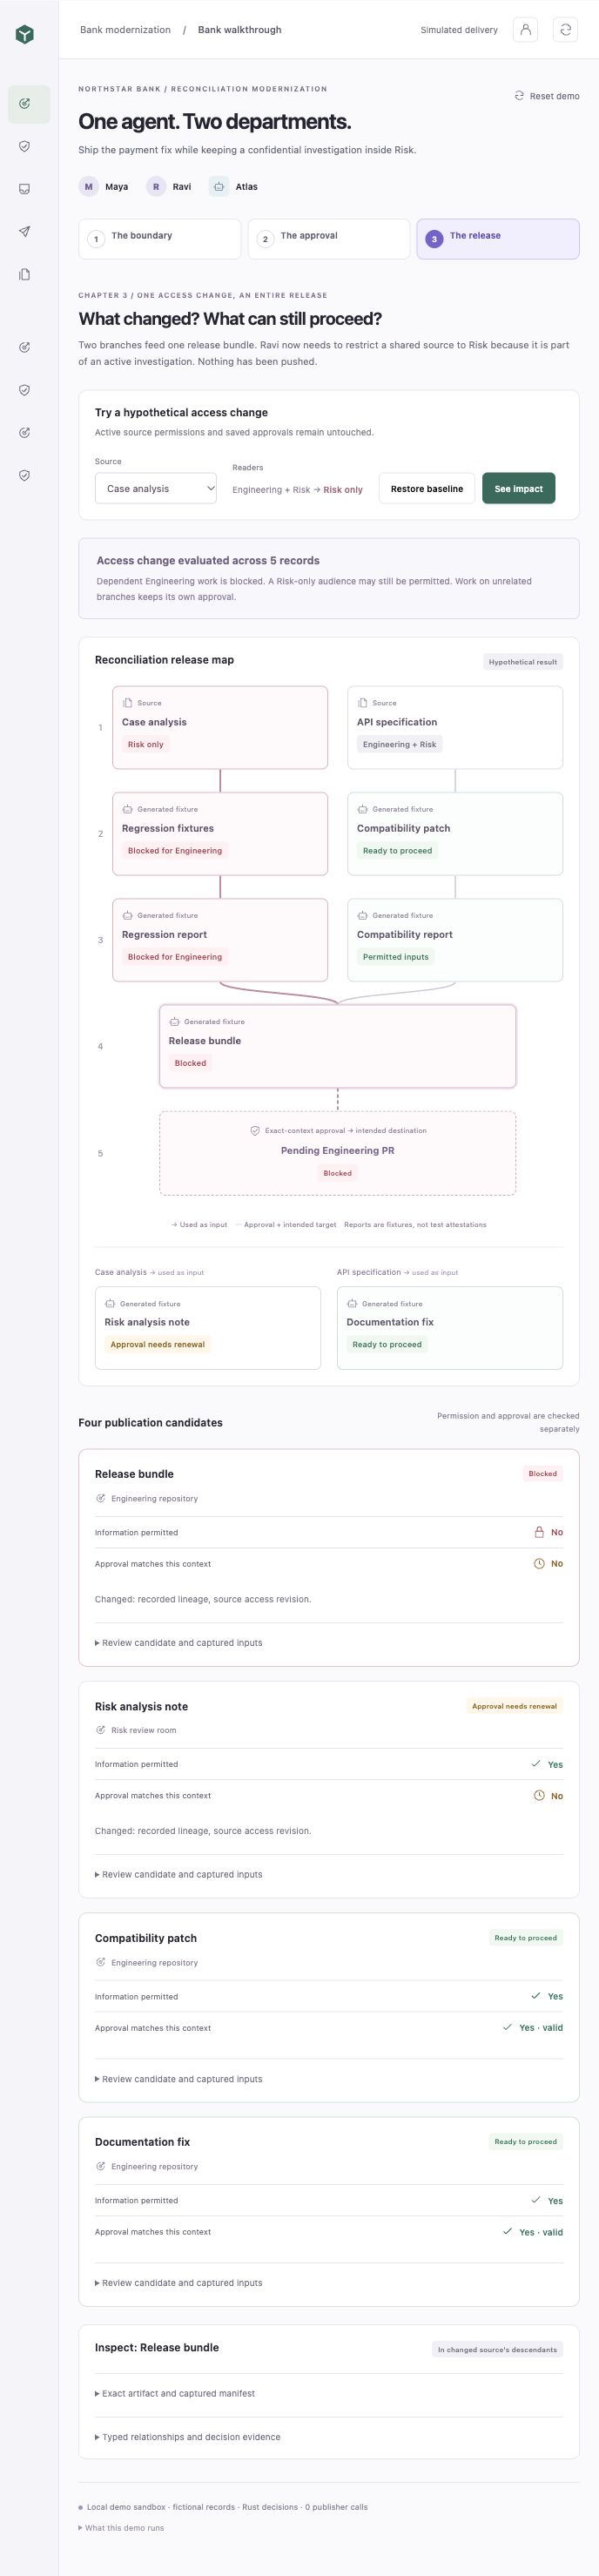 Bank modernization / Bank walkthrough
Simulated delivery
NORTHSTAR BANK / RECONCILIATION MODERNIZATION
Reset demo
One agent. Two departments.
Ship the payment fix while keeping a confidential investigation inside Risk.
M Maya
R Ravi
Atlas
1 The boundary
2 The approval
3 The release
CHAPTER 3 / ONE ACCESS CHANGE, AN ENTIRE RELEASE
What changed? What can still proceed?
Two branches feed one release bundle. Ravi now needs to restrict a shared source to Risk because it is part
of an active investigation. Nothing has been pushed.
Try a hypothetical access change
Active source permissions and saved approvals remain untouched.
Source
Case analysis
Readers
Engineering + Risk → Risk only
Restore baseline
See impact
Access change evaluated across 5 records
Dependent Engineering work is blocked. A Risk-only audience may still be permitted. Work on unrelated
branches keeps its own approval.
Reconciliation release map
Hypothetical result
1
Source
Case analysis
Risk only
Source
API specification
Engineering + Risk
2
Generated fixture
Regression fixtures
Blocked for Engineering
Generated fixture
Compatibility patch
Ready to proceed
3
Generated fixture
Regression report
Blocked for Engineering
Generated fixture
Compatibility report
Permitted inputs
4
Generated fixture
Release bundle
Blocked
5
Exact-context approval → intended destination
Pending Engineering PR
Blocked
→ Used as input
Approval + intended target
Reports are fixtures, not test attestations
Case analysis → used as input
Generated fixture
Risk analysis note
Approval needs renewal
API specification → used as input
Generated fixture
Documentation fix
Ready to proceed
Four publication candidates
Permission and approval are checked
separately
Release bundle
Blocked
Engineering repository
Information permitted
No
Approval matches this context
No
Changed: recorded lineage, source access revision.
Review candidate and captured inputs
Risk analysis note
Approval needs renewal
Risk review room
Information permitted
Yes
Approval matches this context
No
Changed: recorded lineage, source access revision.
Review candidate and captured inputs
Compatibility patch
Ready to proceed
Engineering repository
Information permitted
Yes
Approval matches this context
Yes · valid
Review candidate and captured inputs
Documentation fix
Ready to proceed
Engineering repository
Information permitted
Yes
Approval matches this context
Yes · valid
Review candidate and captured inputs
Inspect: Release bundle
In changed source's descendants
Exact artifact and captured manifest
Typed relationships and decision evidence
Local demo sandbox · fictional records · Rust decisions · 0 publisher calls
What this demo runs